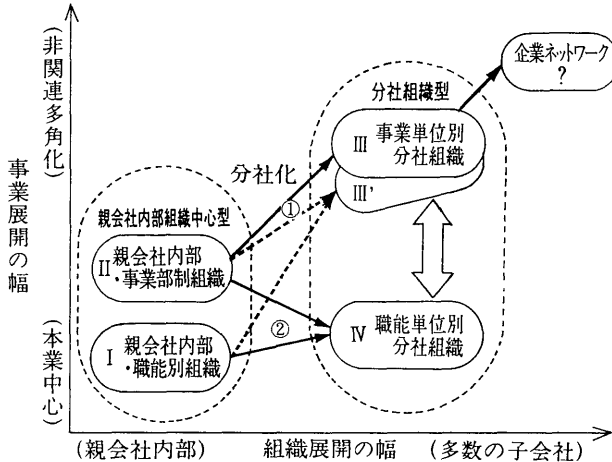 (非関連多角化)
事業展開の幅
(本業中心)
企業ネットワーク
?
分社組織型
III 事業単位別
分社組織
III'
分社化
①
親会社内部組織中心型
II 親会社内部
・事業部制組織
②
I 親会社内部
・職能別組織
IV 職能単位別
分社組織
(親会社内部) 組織展開の幅 (多数の子会社)